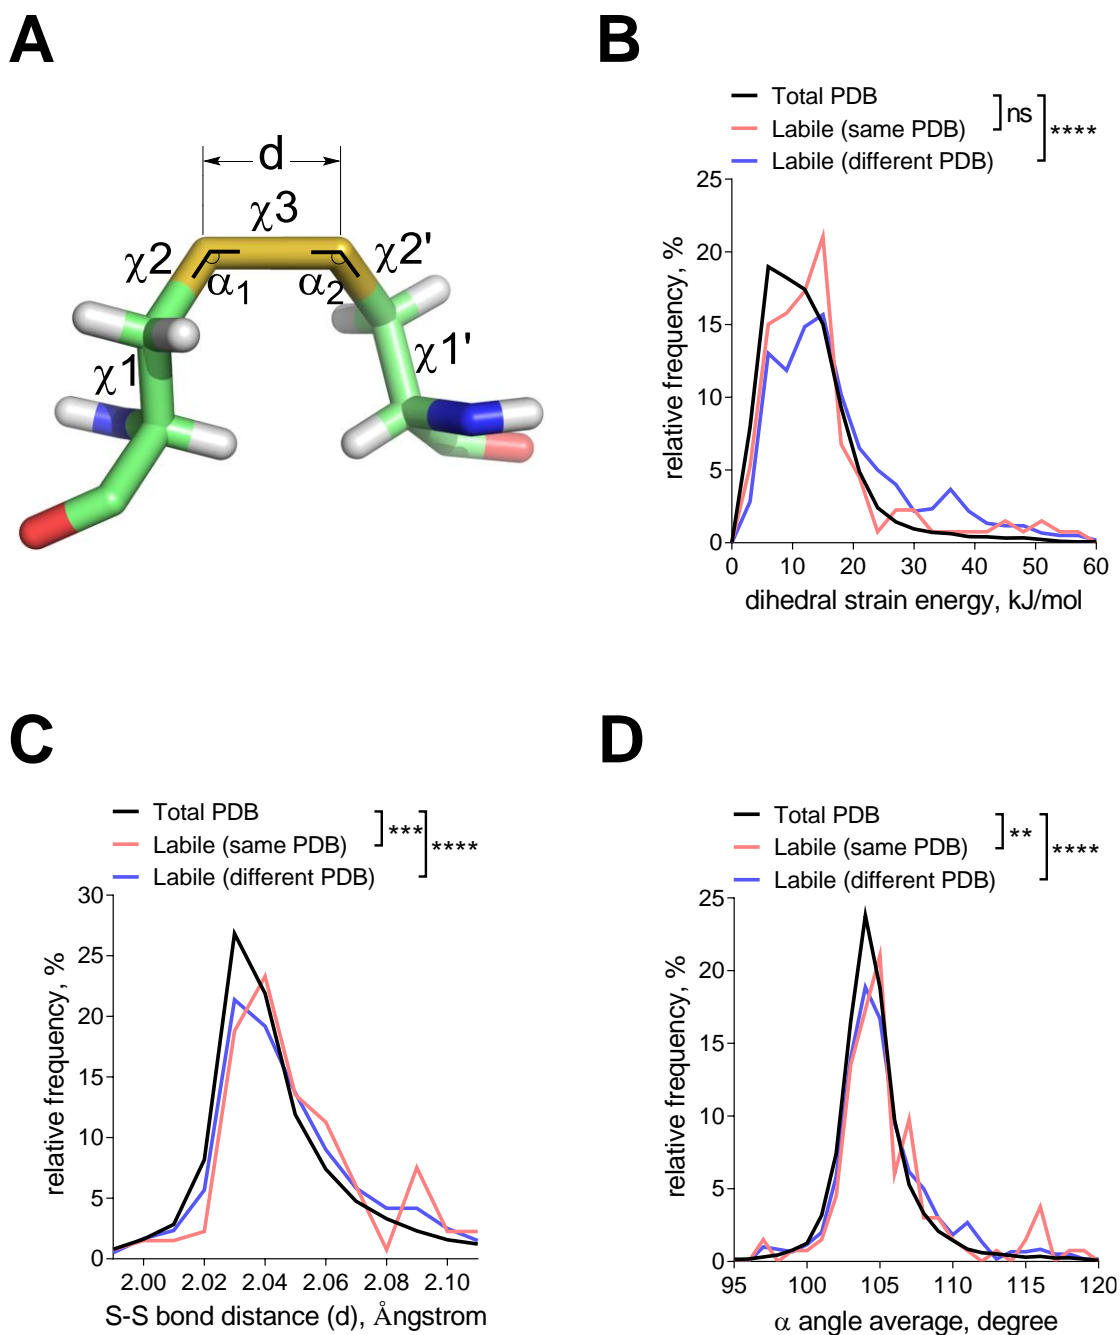 A
d
χ3
χ2
χ2'
α1
α2
χ1
χ1'
B
Total PDB
Labile (same PDB)
Labile (different PDB)
ns
****
25
20
15
10
5
0
relative frequency, %
0 10 20 30 40 50 60
dihedral strain energy, kJ/mol
C
Total PDB
Labile (same PDB)
Labile (different PDB)
***
****
30
25
20
15
10
5
0
relative frequency, %
2.00 2.02 2.04 2.06 2.08 2.10
S-S bond distance (d), Ångstrom
D
Total PDB
Labile (same PDB)
Labile (different PDB)
**
****
25
20
15
10
5
0
relative frequency, %
95 100 105 110 115 120
α angle average, degree